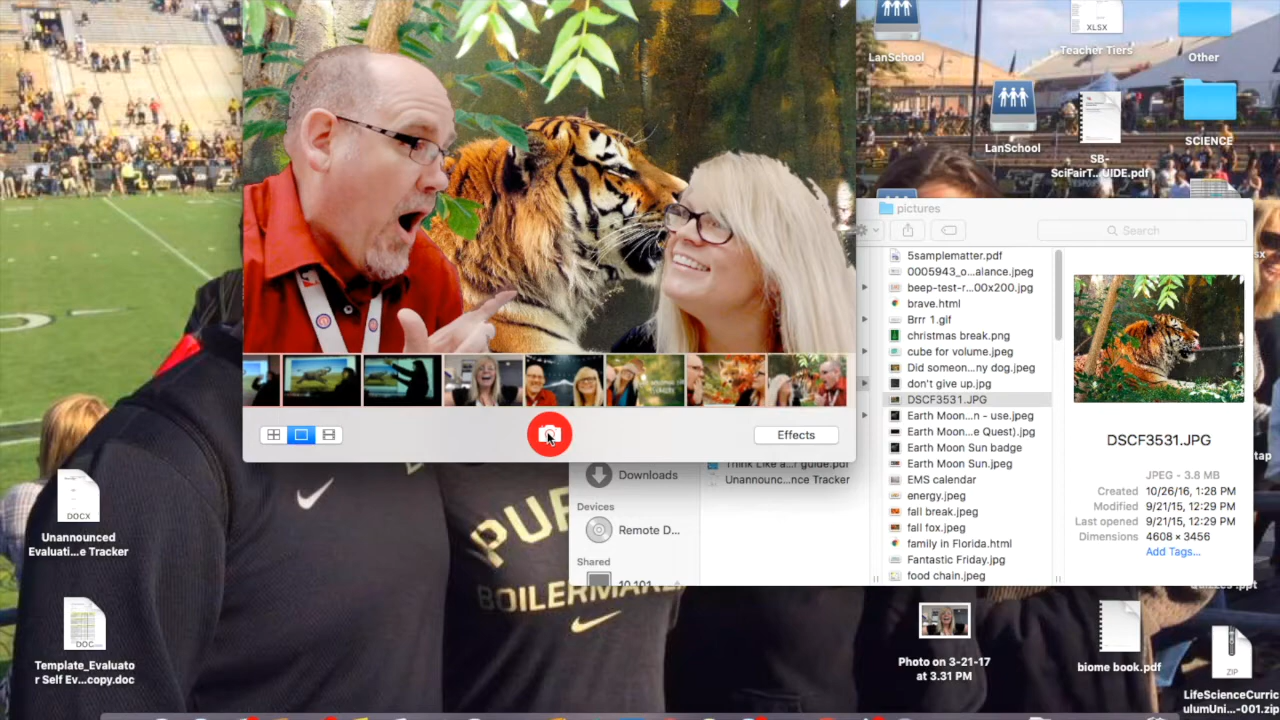 LanSchool
XLSX
Teacher Tiers
Other
LanSchool
SB-
SciFairT...UIDE.pdf
SCIENCE
pictures
Search
5samplematter.pdf
0005943_o...alance.jpeg
beep-test-r...00x200.jpg
brave.html
Brrr 1.gif
christmas break.png
cube for volume.jpeg
Did someon...ny dog.jpeg
don't give up.jpg
DSCF3531.JPG
Earth Moon...n - use.jpeg
Earth Moon...e Quest).jpg
Earth Moon Sun badge
Earth Moon Sun.jpeg
EMS calendar
energy.jpeg
fall break.jpeg
fall fox.jpeg
family in Florida.html
Fantastic Friday.jpg
food chain.jpeg
DSCF3531.JPG
JPEG - 3.8 MB
Created 10/26/16, 1:28 PM
Modified 9/21/15, 12:29 PM
Last opened 9/21/15, 12:29 PM
Dimensions 4608 × 3456
Add Tags...
Effects
Think Like a...r guide.pdf
Unannounc...nce Tracker
Downloads
Devices
Remote D...
Shared
10.101
DOCX
Unannounced
Evaluati...e Tracker
DOC
Template_Evaluato
r Self Ev...copy.doc
PUR
BOILERMAKE
Photo on 3-21-17
at 3.31 PM
biome book.pdf
ZIP
LifeScienceCurric
ulumUni...-001.zip